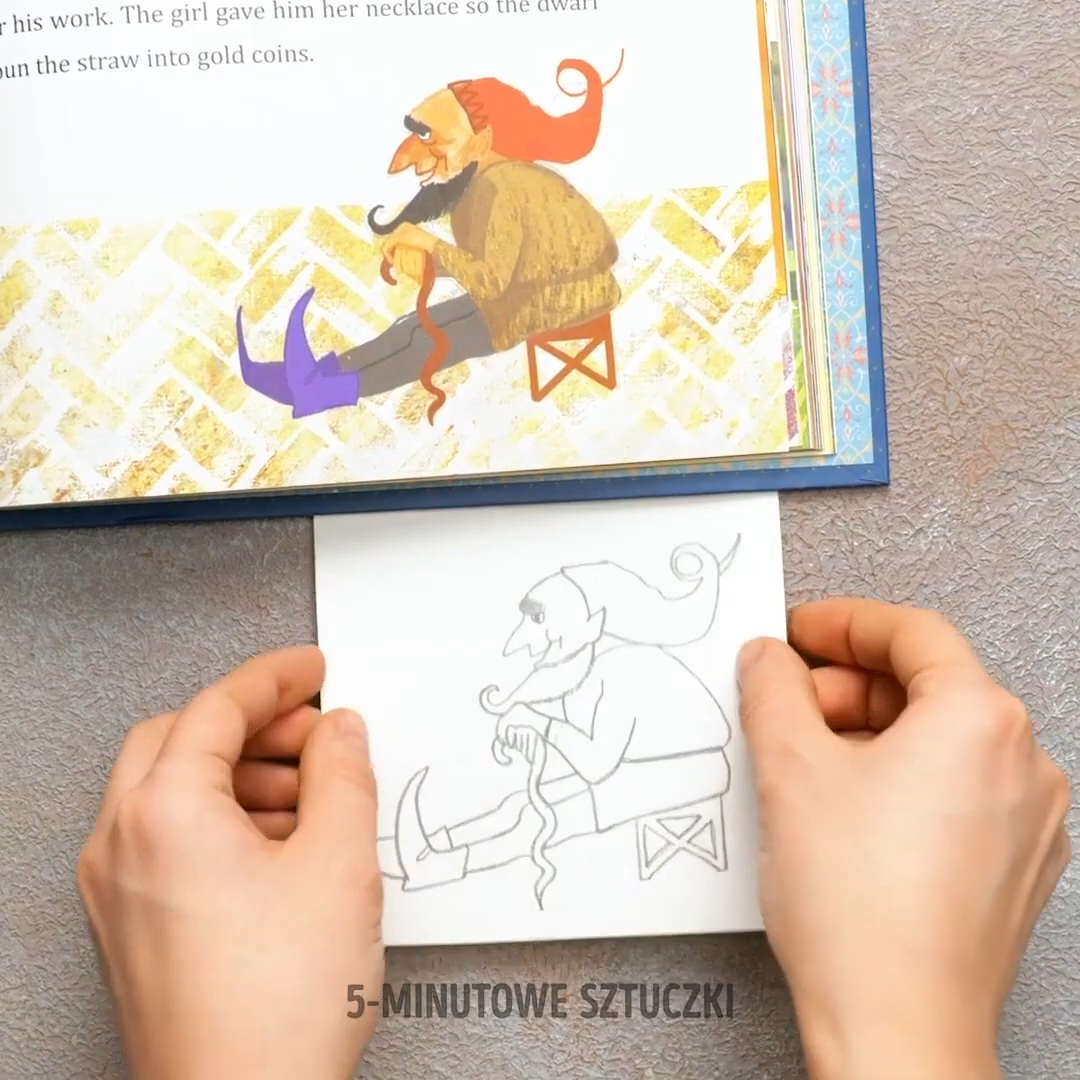 his work. The girl gave him her necklace so the dwarf
the straw into gold coins.
5-MINUTOWE SZTUCZKI